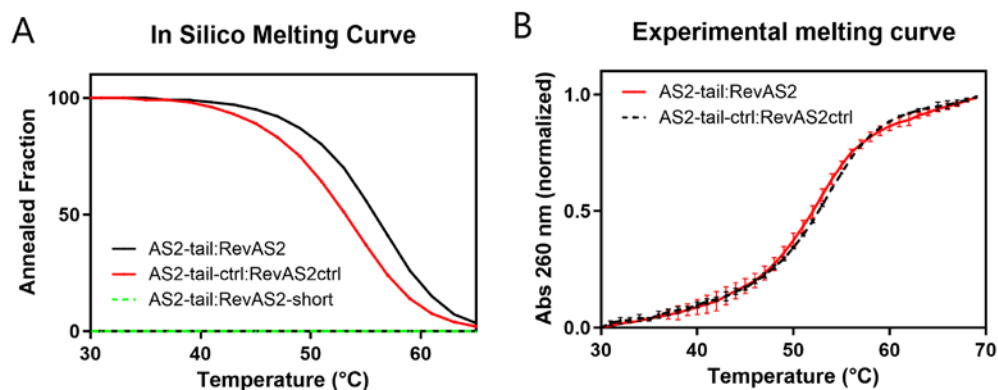 A
In Silico Melting Curve
Annealed Fraction
100
50
0
AS2-tail:RevAS2
AS2-tail-ctrl:RevAS2ctrl
AS2-tail:RevAS2-short
30
40
50
60
Temperature (°C)
B
Experimental melting curve
Abs 260 nm (normalized)
1.0
0.5
0.0
AS2-tail:RevAS2
AS2-tail-ctrl:RevAS2ctrl
30
40
50
60
70
Temperature (°C)